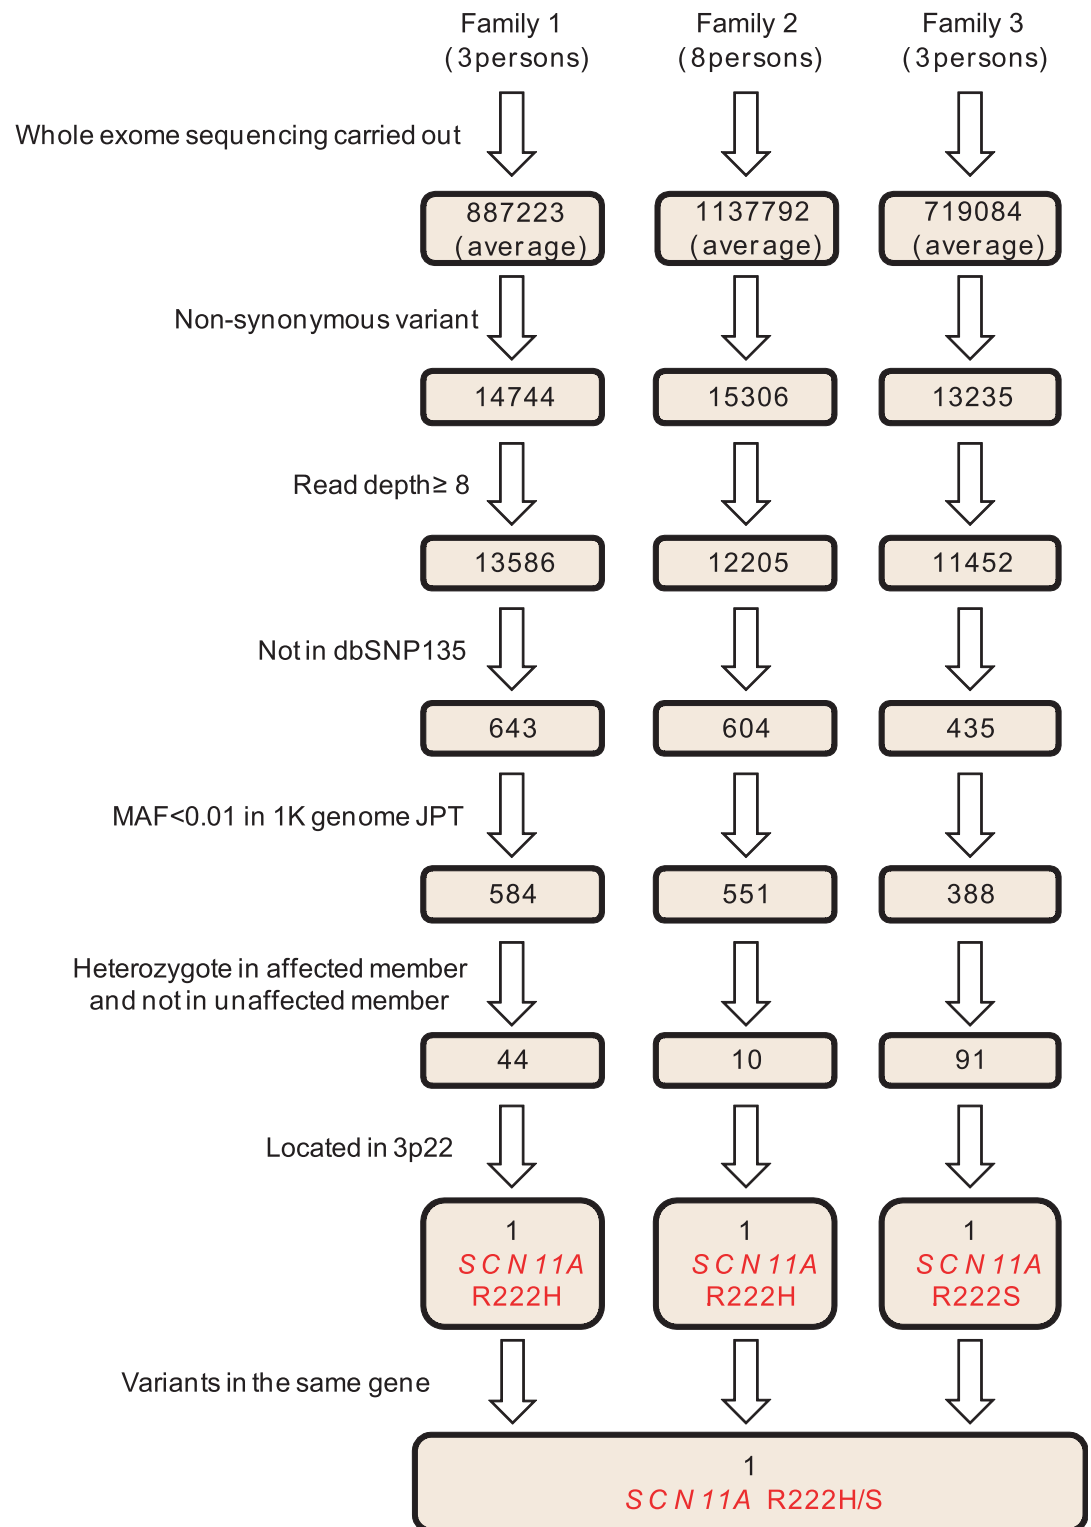 Family 1
(3persons)
Family 2
(8persons)
Family 3
(3persons)
Whole exome sequencing carried out
887223
(average)
1137792
(average)
719084
(average)
Non-synonymous variant
14744
15306
13235
Read depth≥ 8
13586
12205
11452
Not in dbSNP135
643
604
435
MAF<0.01 in 1K genome JPT
584
551
388
Heterozygote in affected member
and not in unaffected member
44
10
91
Located in 3p22
1
SCN11A
R222H
1
SCN11A
R222H
1
SCN11A
R222S
Variants in the same gene
1
SCN11A R222H/S